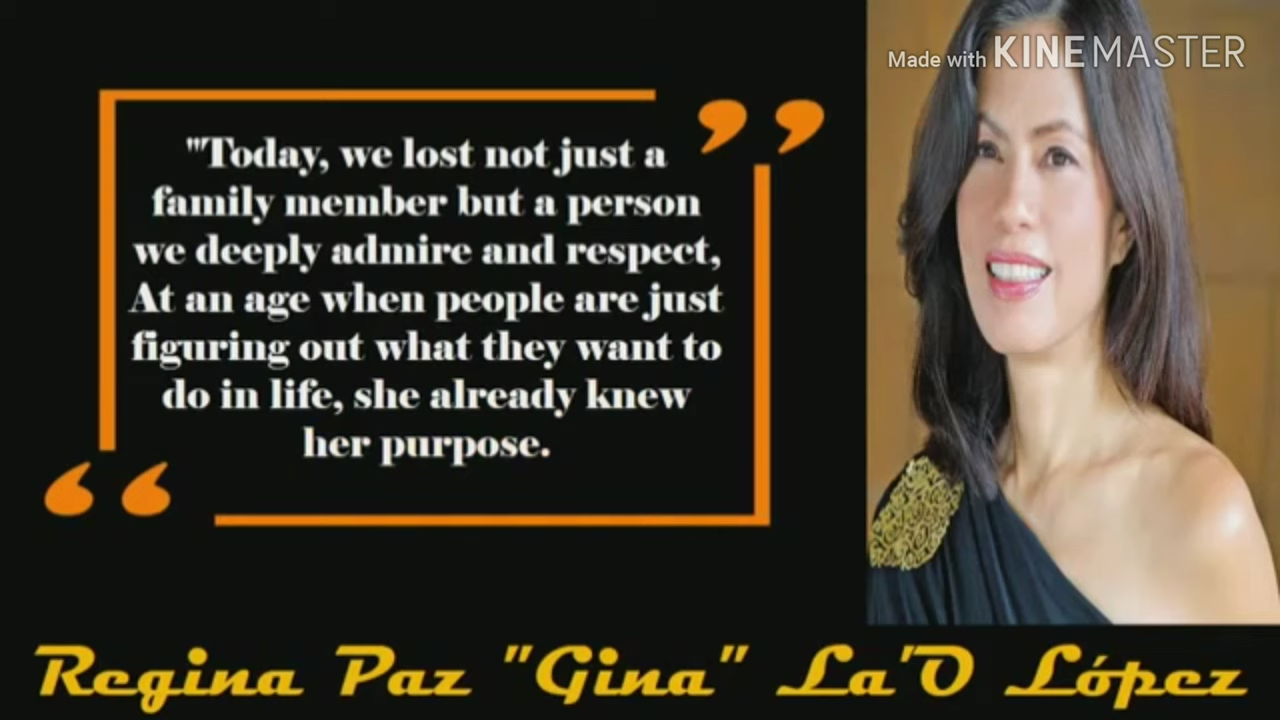 Made with KINEMASTER
"Today, we lost not just a
family member but a person
we deeply admire and respect,
At an age when people are just
figuring out what they want to
do in life, she already knew
her purpose.
Regina Paz "Gina" La'O López